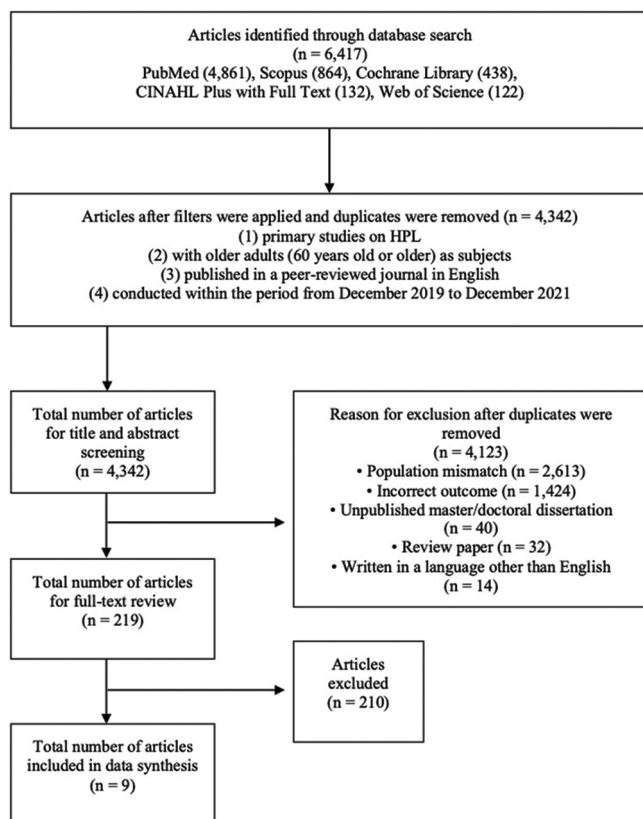 Articles identified through database search
(n = 6,417)
PubMed (4,861), Scopus (864), Cochrane Library (438),
CINAHL Plus with Full Text (132), Web of Science (122)
Articles after filters were applied and duplicates were removed (n = 4,342)
(1) primary studies on HPL
(2) with older adults (60 years old or older) as subjects
(3) published in a peer-reviewed journal in English
(4) conducted within the period from December 2019 to December 2021
Total number of articles
for title and abstract
screening
(n = 4,342)
Reason for exclusion after duplicates were
removed
(n = 4,123)
• Population mismatch (n = 2,613)
• Incorrect outcome (n = 1,424)
• Unpublished master/doctoral dissertation
(n = 40)
• Review paper (n = 32)
• Written in a language other than English
(n = 14)
Total number of articles
for full-text review
(n = 219)
Articles
excluded
(n = 210)
Total number of articles
included in data synthesis
(n = 9)